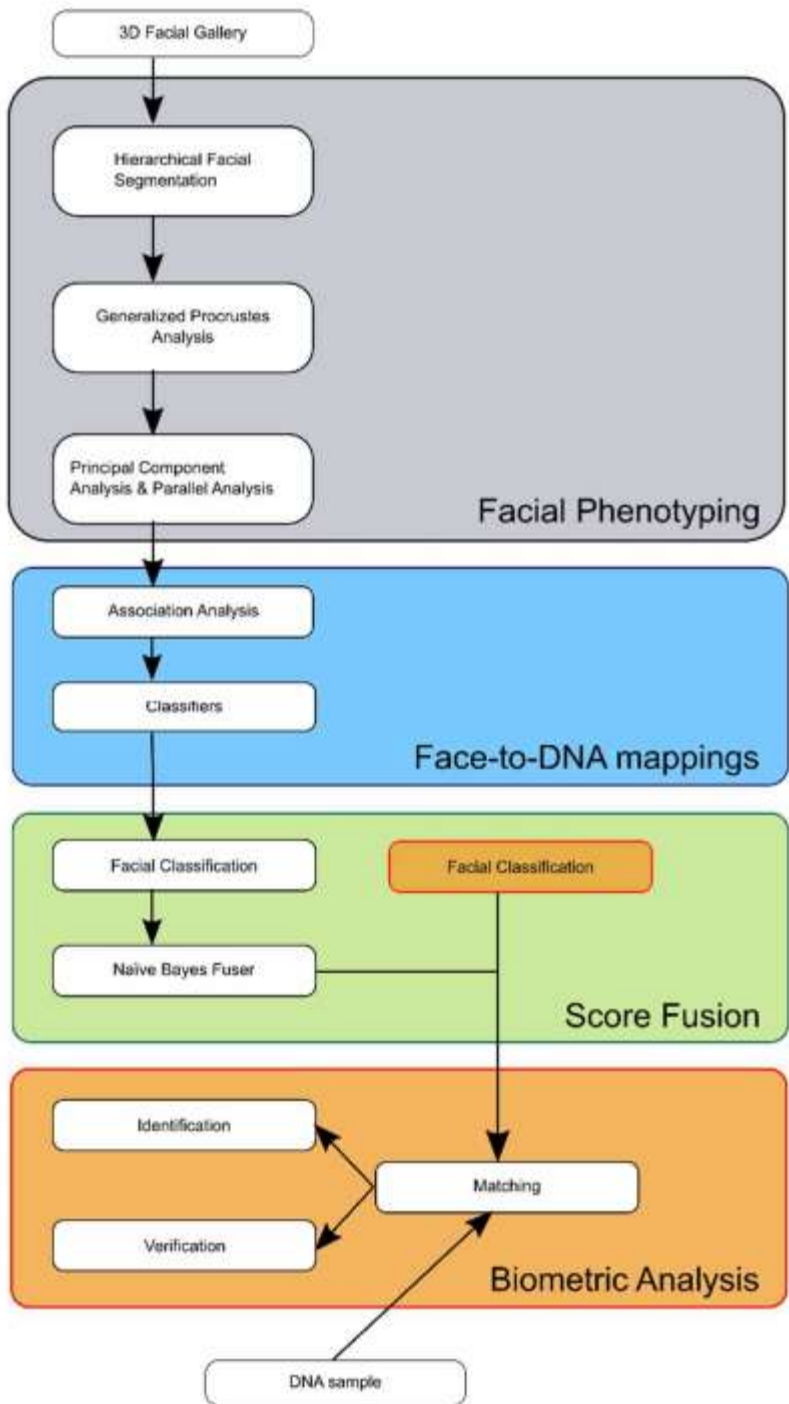 3D Facial Gallery
Hierarchical Facial
Segmentation
Generalized Procrustes
Analysis
Principal Component
Analysis & Parallel Analysis
Facial Phenotyping
Association Analysis
Classifiers
Face-to-DNA mappings
Facial Classification
Facial Classification
Naïve Bayes Fuser
Score Fusion
Identification
Matching
Verification
Biometric Analysis
DNA sample